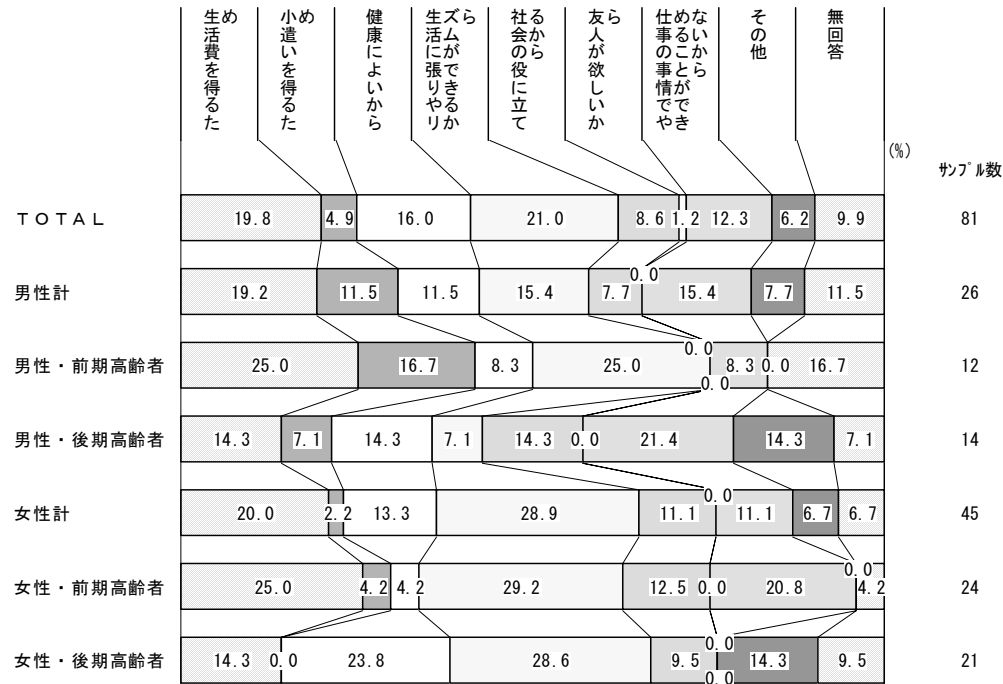 生活費を得るため
小遣いを得るため
健康によいから
生活に張りやリズムができるから
社会の役に立てるから
友人が欲しいから
仕事の事情でやめることができないから
その他
無回答
(%)
ｻﾝﾌﾟﾙ数
ＴＯＴＡＬ 19.8 4.9 16.0 21.0 8.6 1.2 12.3 6.2 9.9 81
男性計 19.2 11.5 11.5 15.4 7.7 0.0 15.4 7.7 11.5 26
男性・前期高齢者 25.0 16.7 8.3 25.0 0.0 0.0 8.3 0.0 16.7 12
男性・後期高齢者 14.3 7.1 14.3 7.1 14.3 0.0 21.4 14.3 7.1 14
女性計 20.0 2.2 13.3 28.9 11.1 0.0 11.1 6.7 6.7 45
女性・前期高齢者 25.0 4.2 4.2 29.2 12.5 0.0 20.8 0.0 4.2 24
女性・後期高齢者 14.3 0.0 23.8 28.6 9.5 0.0 0.0 14.3 9.5 21